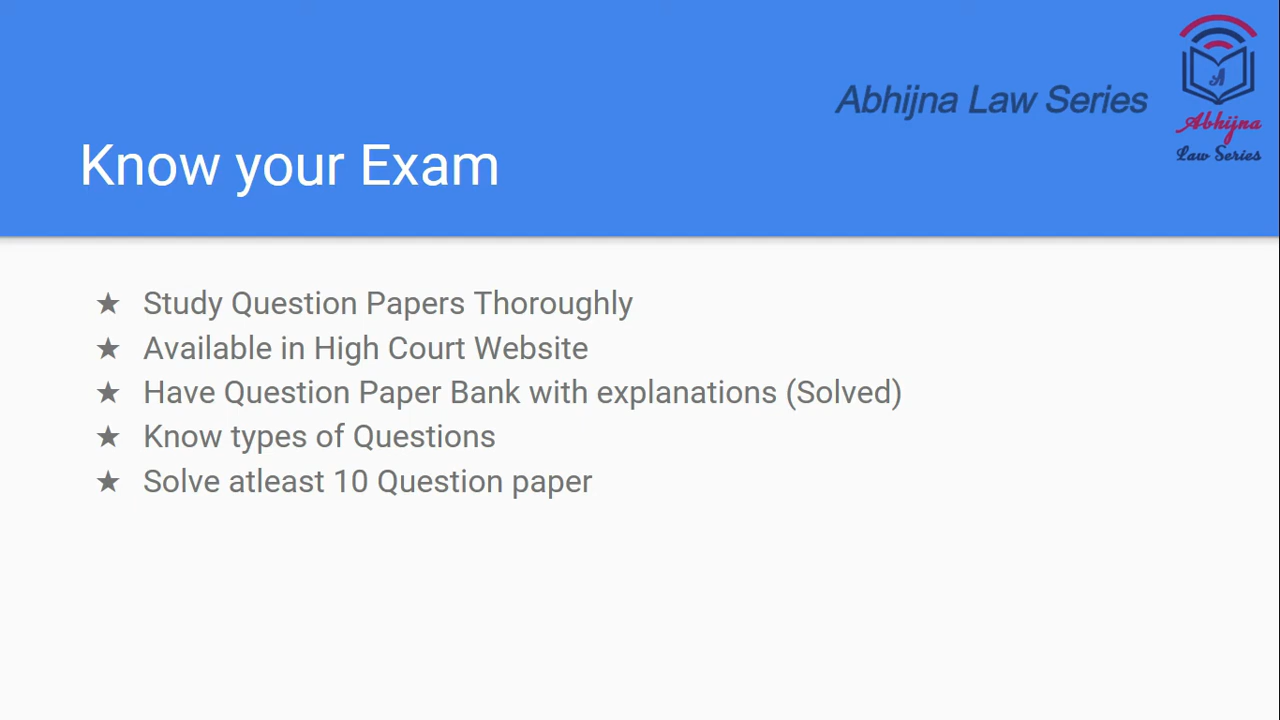 Abhijna Law Series
A
Abhijna
Law Series
Know your Exam
★ Study Question Papers Thoroughly
★ Available in High Court Website
★ Have Question Paper Bank with explanations (Solved)
★ Know types of Questions
★ Solve atleast 10 Question paper